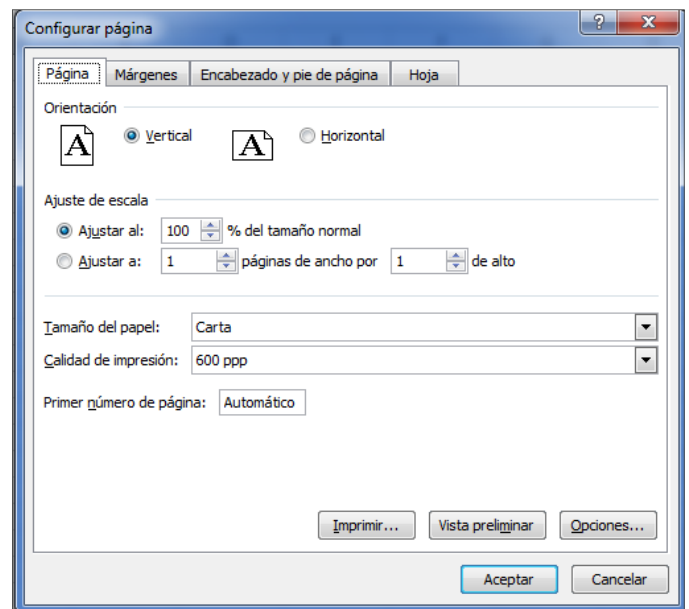 Configurar página
?
X
Página Márgenes Encabezado y pie de página Hoja
Orientación
A Vertical A Horizontal
Ajuste de escala
Ajustar al: 100 % del tamaño normal
Ajustar a: 1 páginas de ancho por 1 de alto
Tamaño del papel: Carta
Calidad de impresión: 600 ppp
Primer número de página: Automático
Imprimir... Vista preliminar Opciones...
Aceptar Cancelar